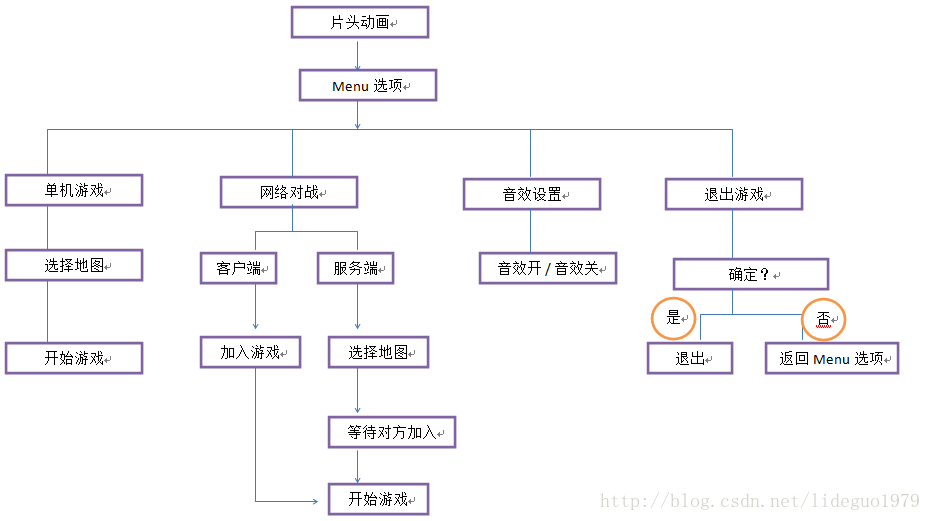 片头动画
Menu 选项
单机游戏
网络对战
音效设置
退出游戏
选择地图
客户端
服务端
音效开 / 音效关
确定？
是
否
开始游戏
加入游戏
选择地图
退出
返回 Menu 选项
等待对方加入
开始游戏
http://blog.csdn.net/lideguo1979